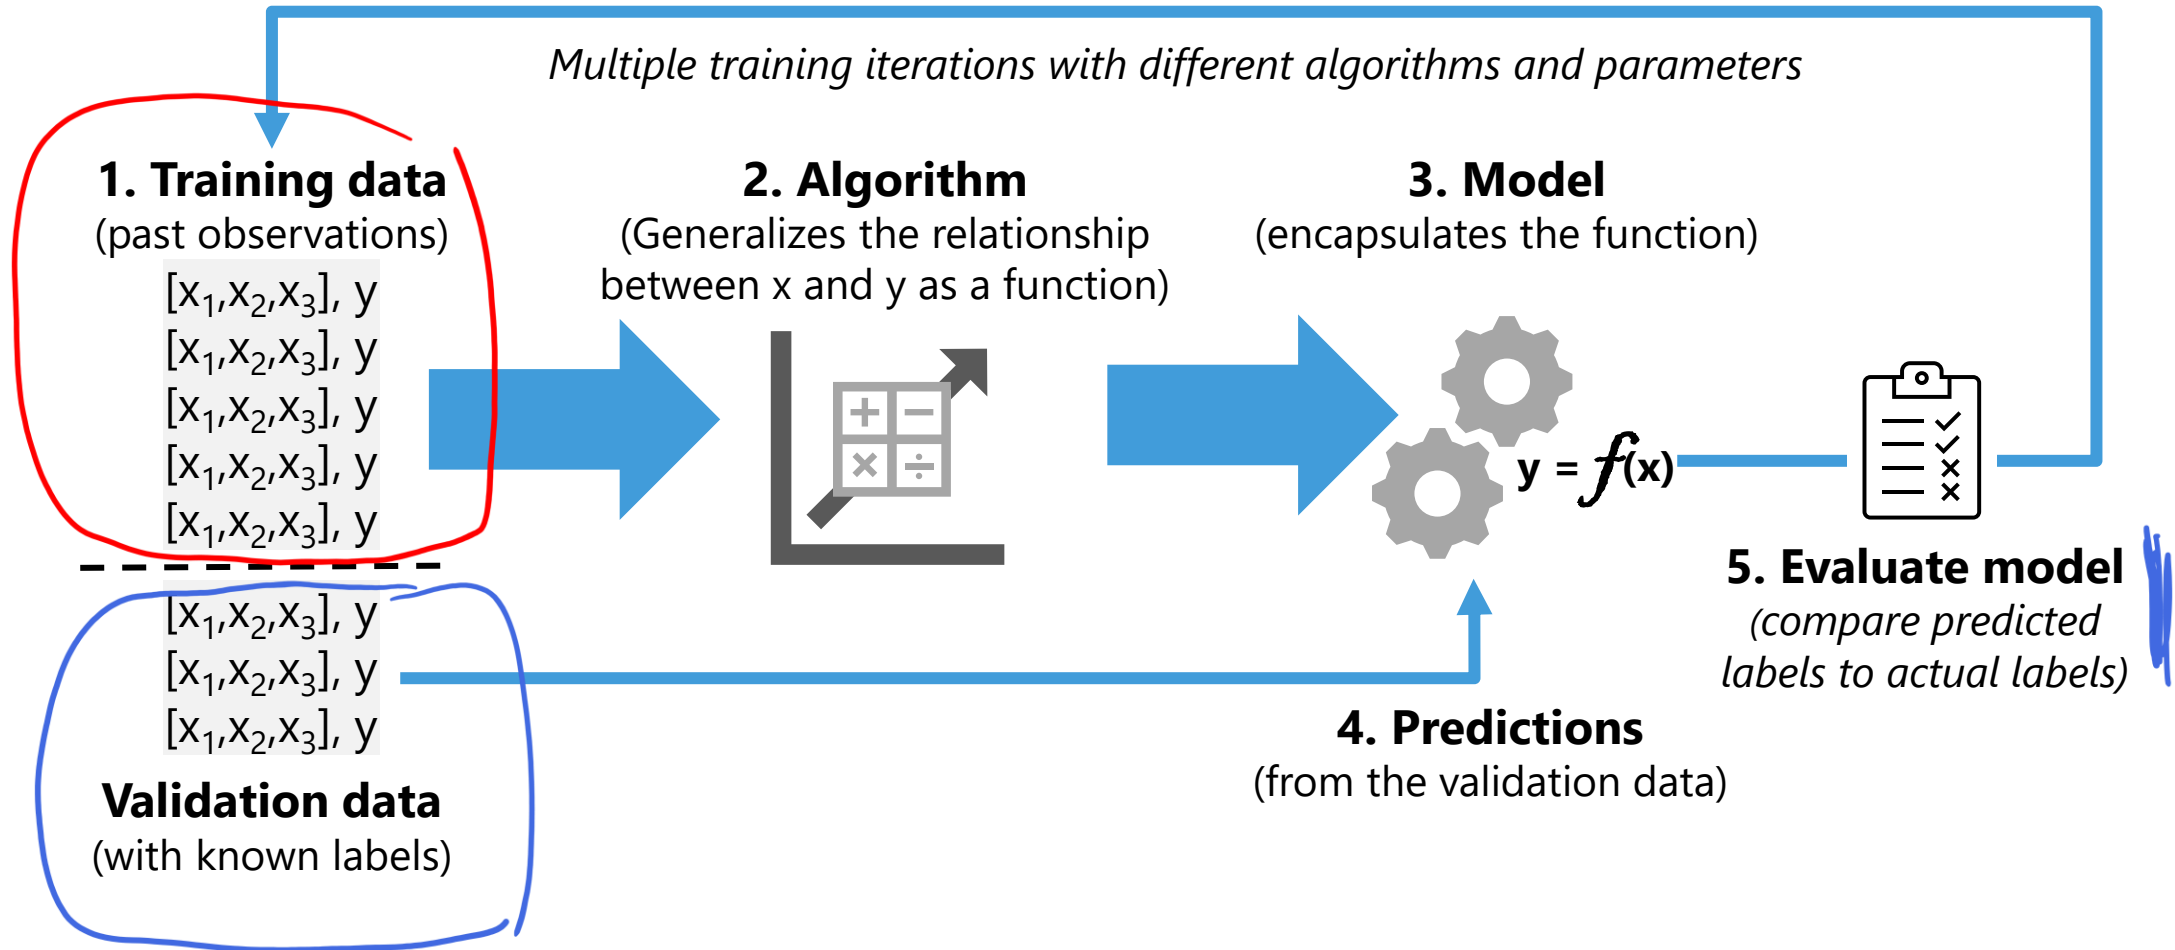 Multiple training iterations with different algorithms and parameters
1. Training data
(past observations)
[x₁,x₂,x₃], y
[x₁,x₂,x₃], y
[x₁,x₂,x₃], y
[x₁,x₂,x₃], y
[x₁,x₂,x₃], y
[x₁,x₂,x₃], y
[x₁,x₂,x₃], y
[x₁,x₂,x₃], y
Validation data
(with known labels)
2. Algorithm
(Generalizes the relationship
between x and y as a function)
3. Model
(encapsulates the function)
y = f(x)
4. Predictions
(from the validation data)
5. Evaluate model
(compare predicted
labels to actual labels)